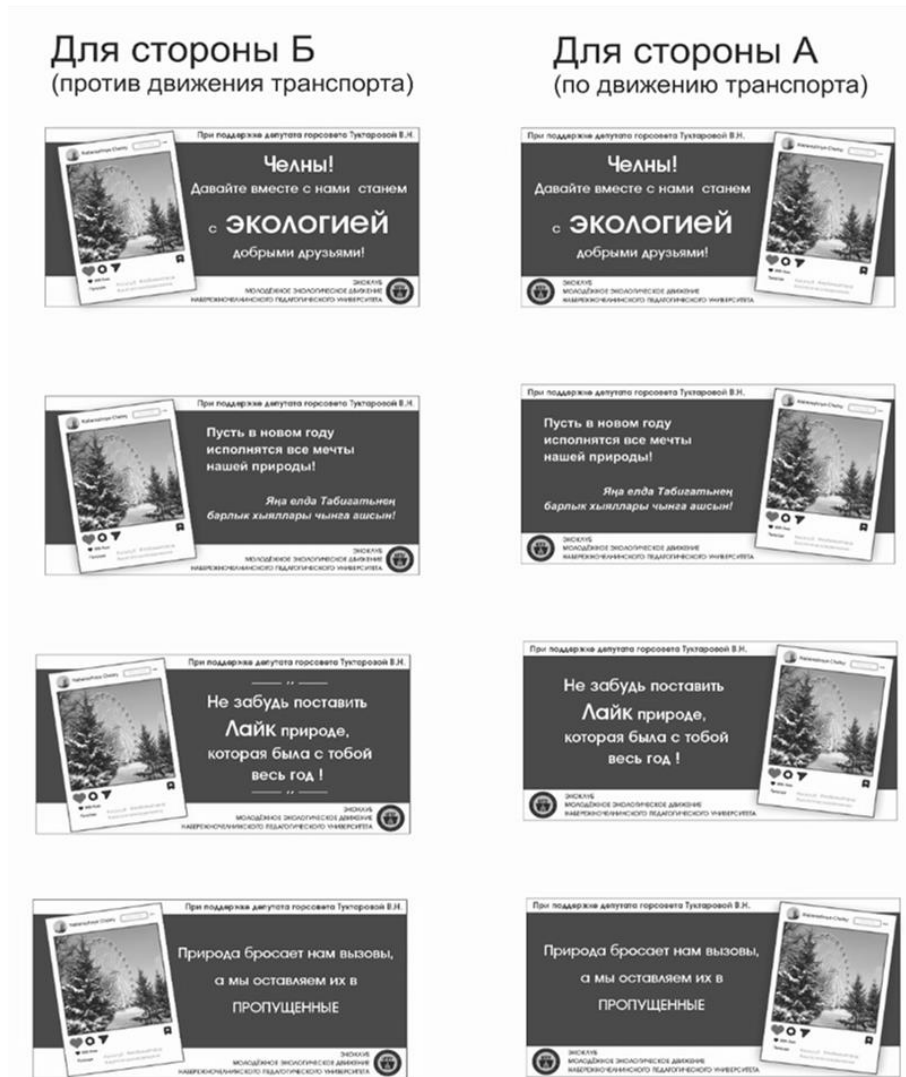 Для стороны Б
(против движения транспорта)
При поддержке депутата горсовета Туктаровой В.Н.
Челны!
Давайте вместе с нами станем
с ЭКОЛОГИЕЙ
добрыми друзьями!
ЭКОКЛУБ
МОЛОДЁЖНОЕ ЭКОЛОГИЧЕСКОЕ ДВИЖЕНИЕ
НАБЕРЕЖНОЧЕЛНИНСКОГО ПЕДАГОГИЧЕСКОГО УНИВЕРСИТЕТА
При поддержке депутата горсовета Туктаровой В.Н.
Пусть в новом году
исполнятся все мечты
нашей природы!
Яңа елда Табигатьнең
барлык хыяллары чынга ашсын!
ЭКОКЛУБ
МОЛОДЁЖНОЕ ЭКОЛОГИЧЕСКОЕ ДВИЖЕНИЕ
НАБЕРЕЖНОЧЕЛНИНСКОГО ПЕДАГОГИЧЕСКОГО УНИВЕРСИТЕТА
При поддержке депутата горсовета Туктаровой В.Н.
Не забудь поставить
Лайк природе,
которая была с тобой
весь год !
ЭКОКЛУБ
МОЛОДЁЖНОЕ ЭКОЛОГИЧЕСКОЕ ДВИЖЕНИЕ
НАБЕРЕЖНОЧЕЛНИНСКОГО ПЕДАГОГИЧЕСКОГО УНИВЕРСИТЕТА
При поддержке депутата горсовета Туктаровой В.Н.
Природа бросает нам вызовы,
а мы оставляем их в
ПРОПУЩЕННЫЕ
ЭКОКЛУБ
МОЛОДЁЖНОЕ ЭКОЛОГИЧЕСКОЕ ДВИЖЕНИЕ
НАБЕРЕЖНОЧЕЛНИНСКОГО ПЕДАГОГИЧЕСКОГО УНИВЕРСИТЕТА
Для стороны А
(по движению транспорта)
При поддержке депутата горсовета Туктаровой В.Н.
Челны!
Давайте вместе с нами станем
с ЭКОЛОГИЕЙ
добрыми друзьями!
ЭКОКЛУБ
МОЛОДЁЖНОЕ ЭКОЛОГИЧЕСКОЕ ДВИЖЕНИЕ
НАБЕРЕЖНОЧЕЛНИНСКОГО ПЕДАГОГИЧЕСКОГО УНИВЕРСИТЕТА
При поддержке депутата горсовета Туктаровой В.Н.
Пусть в новом году
исполнятся все мечты
нашей природы!
Яңа елда Табигатьнең
барлык хыяллары чынга ашсын!
ЭКОКЛУБ
МОЛОДЁЖНОЕ ЭКОЛОГИЧЕСКОЕ ДВИЖЕНИЕ
НАБЕРЕЖНОЧЕЛНИНСКОГО ПЕДАГОГИЧЕСКОГО УНИВЕРСИТЕТА
При поддержке депутата горсовета Туктаровой В.Н.
Не забудь поставить
Лайк природе,
которая была с тобой
весь год !
ЭКОКЛУБ
МОЛОДЁЖНОЕ ЭКОЛОГИЧЕСКОЕ ДВИЖЕНИЕ
НАБЕРЕЖНОЧЕЛНИНСКОГО ПЕДАГОГИЧЕСКОГО УНИВЕРСИТЕТА
При поддержке депутата горсовета Туктаровой В.Н.
Природа бросает нам вызовы,
а мы оставляем их в
ПРОПУЩЕННЫЕ
ЭКОКЛУБ
МОЛОДЁЖНОЕ ЭКОЛОГИЧЕСКОЕ ДВИЖЕНИЕ
НАБЕРЕЖНОЧЕЛНИНСКОГО ПЕДАГОГИЧЕСКОГО УНИВЕРСИТЕТА